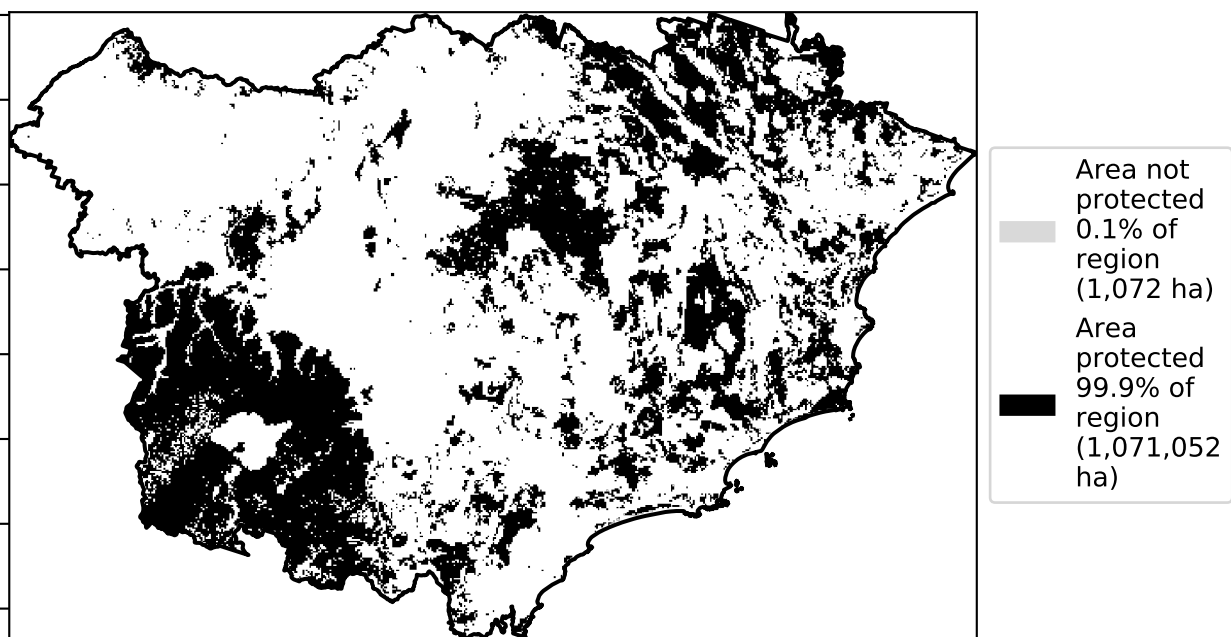 Area not
protected
0.1% of
region
(1,072 ha)
Area
protected
99.9% of
region
(1,071,052
ha)